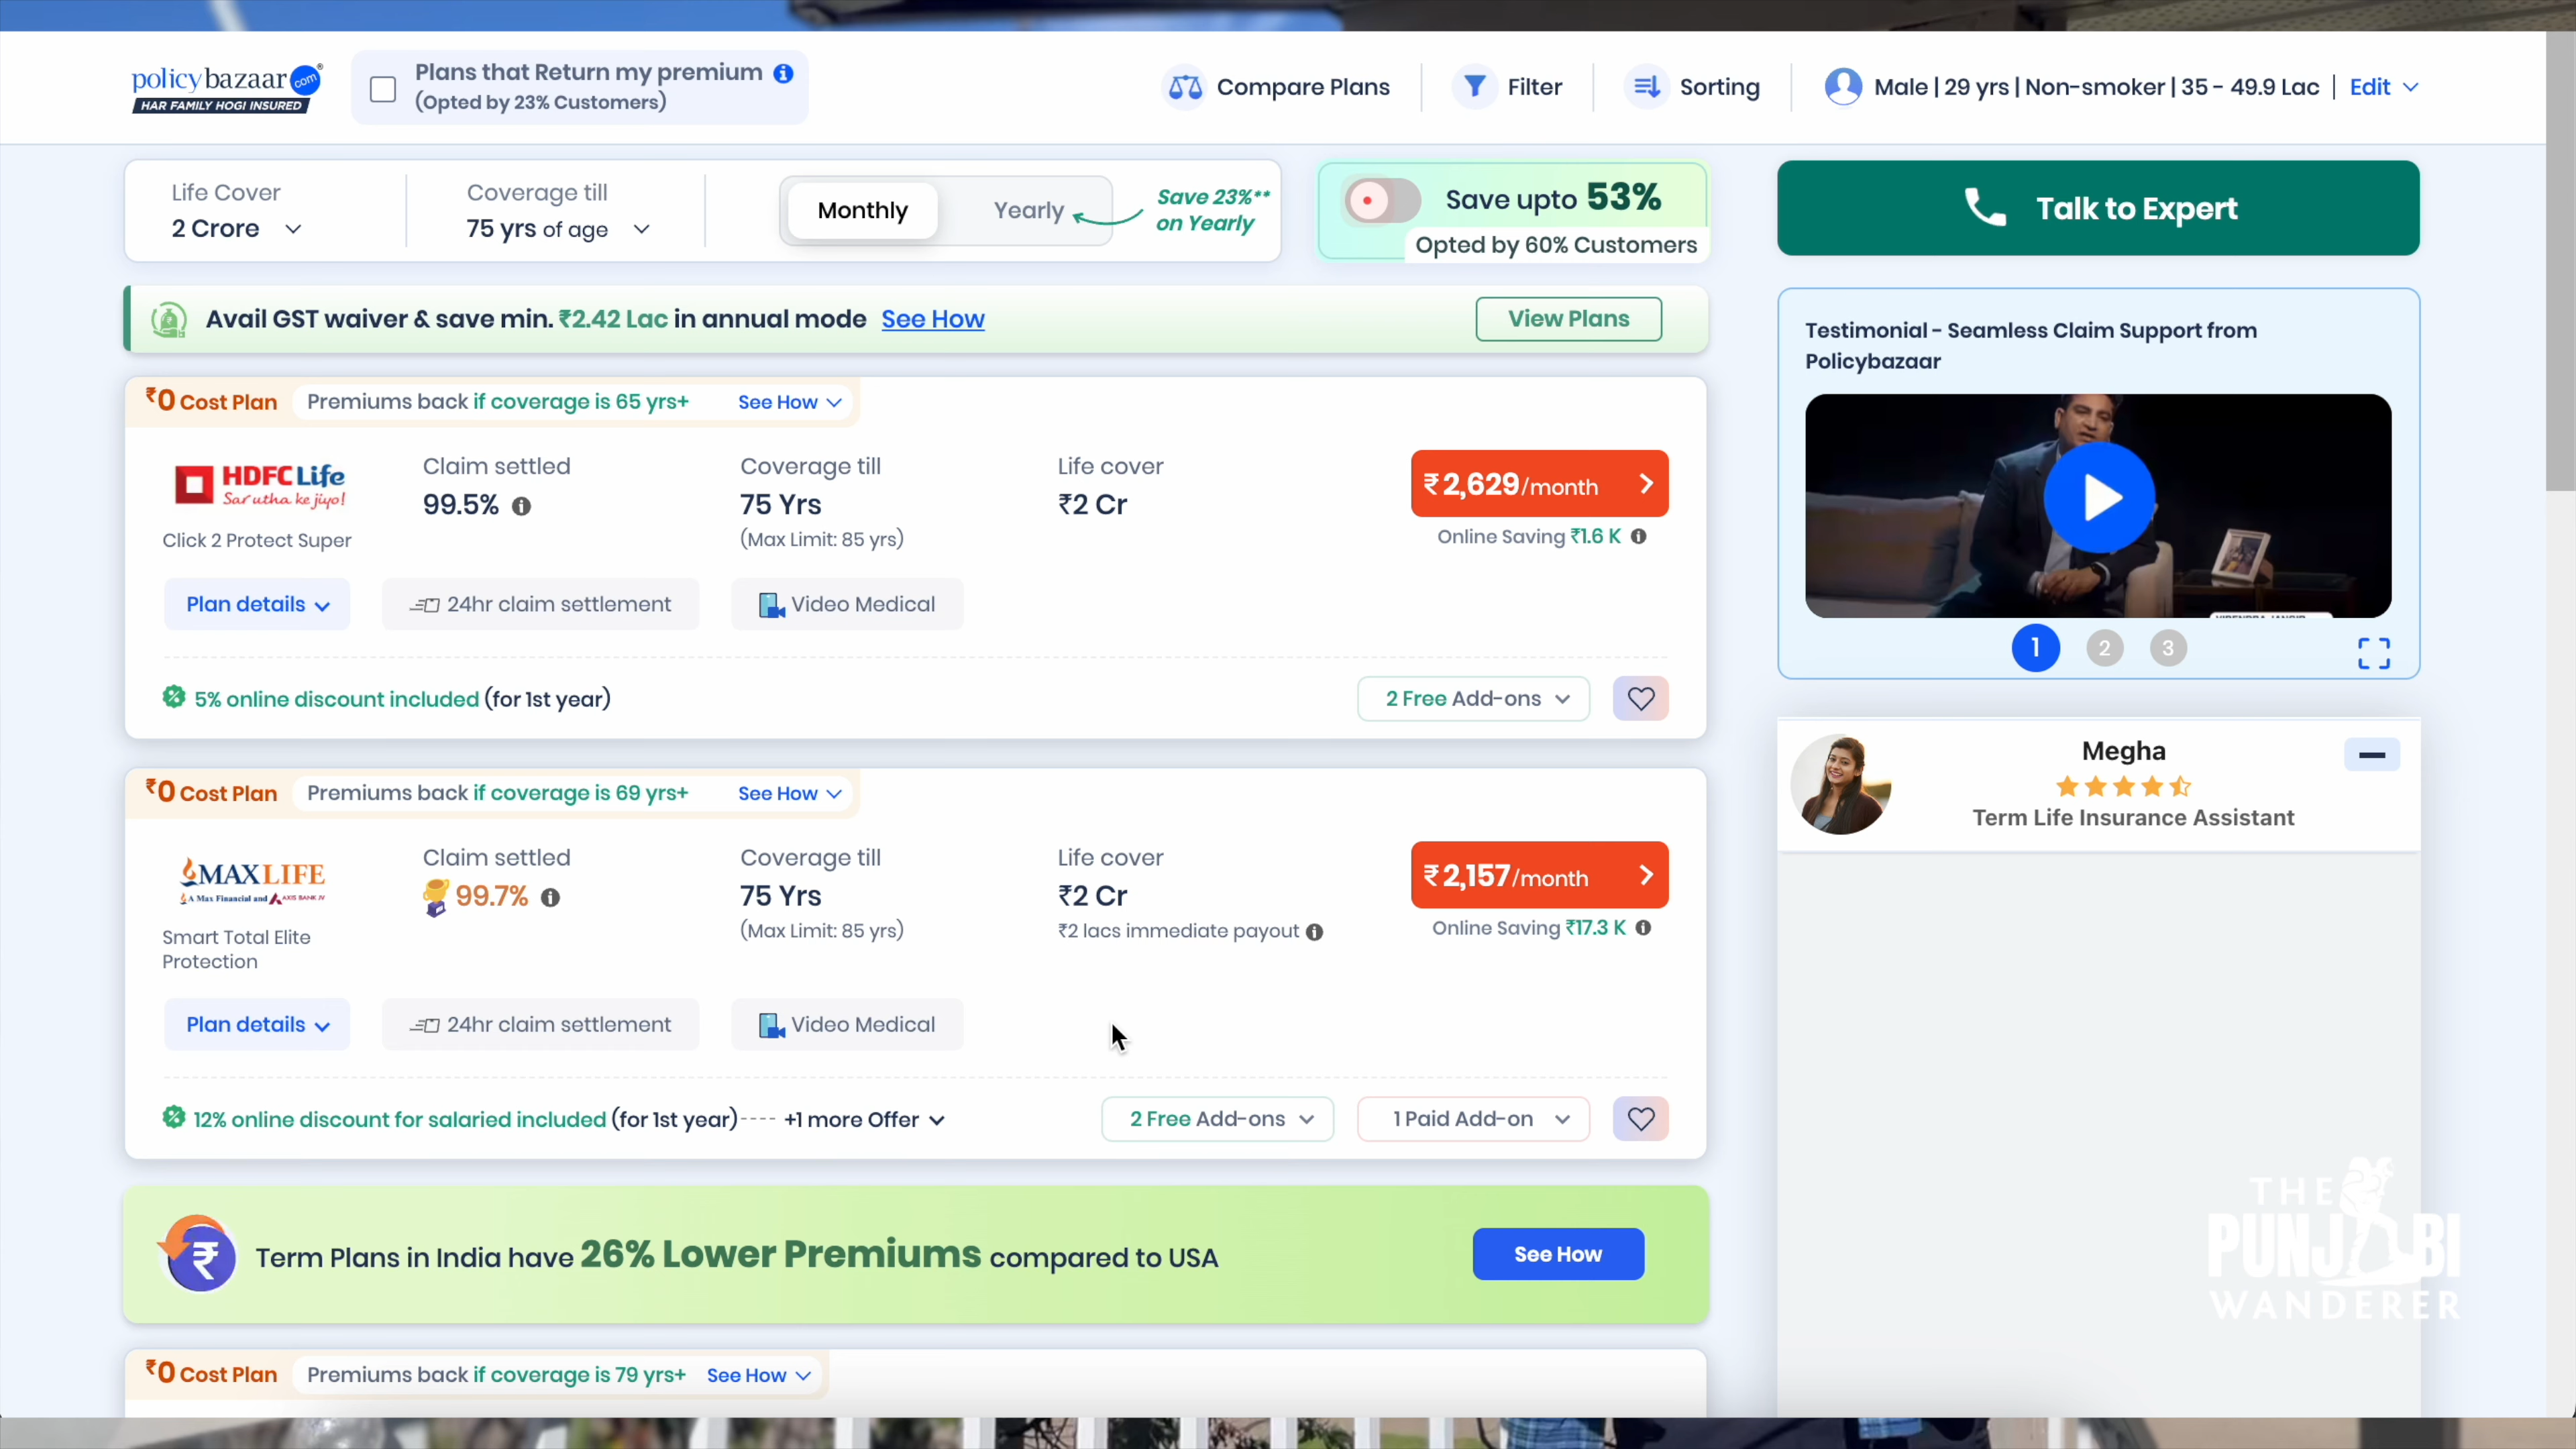 policybazaar com
HAR FAMILY HOGI INSURED
Plans that Return my premium
(Opted by 23% Customers)
Compare Plans
Filter
Sorting
Male | 29 yrs | Non-smoker | 35 - 49.9 Lac | Edit
Life Cover
2 Crore
Coverage till
75 yrs of age
Monthly
Yearly
Save 23%**
on Yearly
Save upto 53%
Opted by 60% Customers
Talk to Expert
Avail GST waiver & save min. ₹2.42 Lac in annual mode See How
View Plans
Testimonial - Seamless Claim Support from
Policybazaar
1
2
3
₹0 Cost Plan
Premiums back if coverage is 65 yrs+
See How
HDFC Life
Sar utha ke jiyo!
Click 2 Protect Super
Claim settled
99.5%
Coverage till
75 Yrs
(Max Limit: 85 yrs)
Life cover
₹2 Cr
₹2,629/month
Online Saving ₹1.6 K
Plan details
24hr claim settlement
Video Medical
5% online discount included (for 1st year)
2 Free Add-ons
Megha
Term Life Insurance Assistant
₹0 Cost Plan
Premiums back if coverage is 69 yrs+
See How
MAX LIFE
A Max Financial and AXIS BANK JV
Smart Total Elite
Protection
Claim settled
99.7%
Coverage till
75 Yrs
(Max Limit: 85 yrs)
Life cover
₹2 Cr
₹2 lacs immediate payout
₹2,157/month
Online Saving ₹17.3 K
Plan details
24hr claim settlement
Video Medical
12% online discount for salaried included (for 1st year)---- +1 more Offer
2 Free Add-ons
1 Paid Add-on
Term Plans in India have 26% Lower Premiums compared to USA
See How
₹0 Cost Plan
Premiums back if coverage is 79 yrs+
See How
THE
PUNJABI
WANDERER